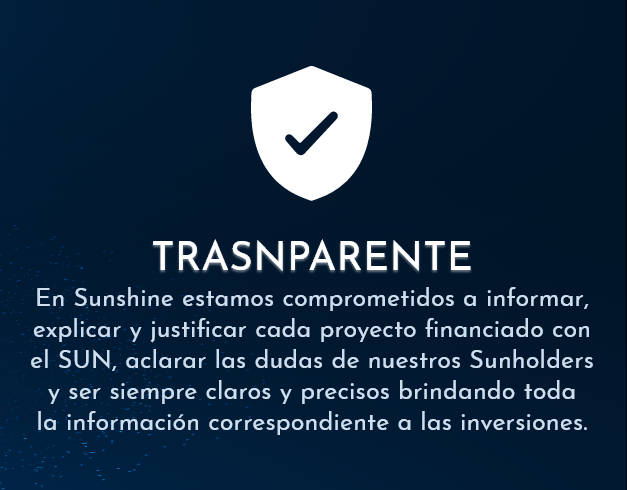 TRASNPARENTE
En Sunshine estamos comprometidos a informar,
explicar y justificar cada proyecto financiado con
el SUN, aclarar las dudas de nuestros Sunholders
y ser siempre claros y precisos brindando toda
la información correspondiente a las inversiones.